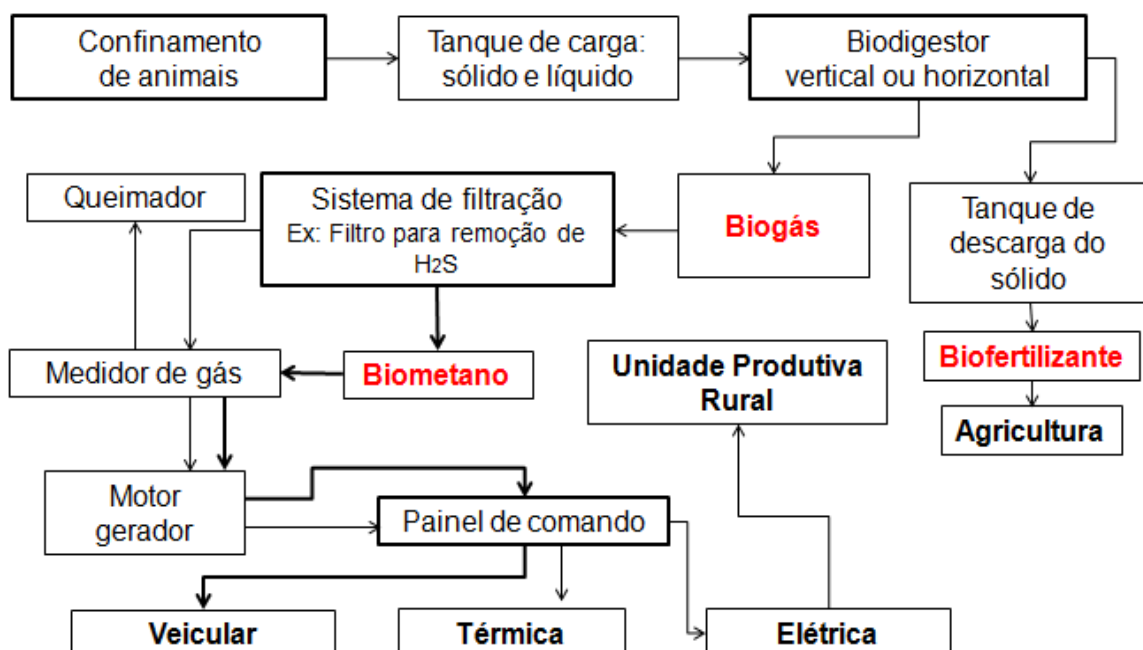 Confinamento
de animais
Tanque de carga:
sólido e líquido
Biodigestor
vertical ou horizontal
Queimador
Sistema de filtração
Ex: Filtro para remoção de
H2S
Biogás
Tanque de
descarga do
sólido
Medidor de gás
Biometano
Unidade Produtiva
Rural
Biofertilizante
Agricultura
Motor
gerador
Painel de comando
Veicular
Térmica
Elétrica